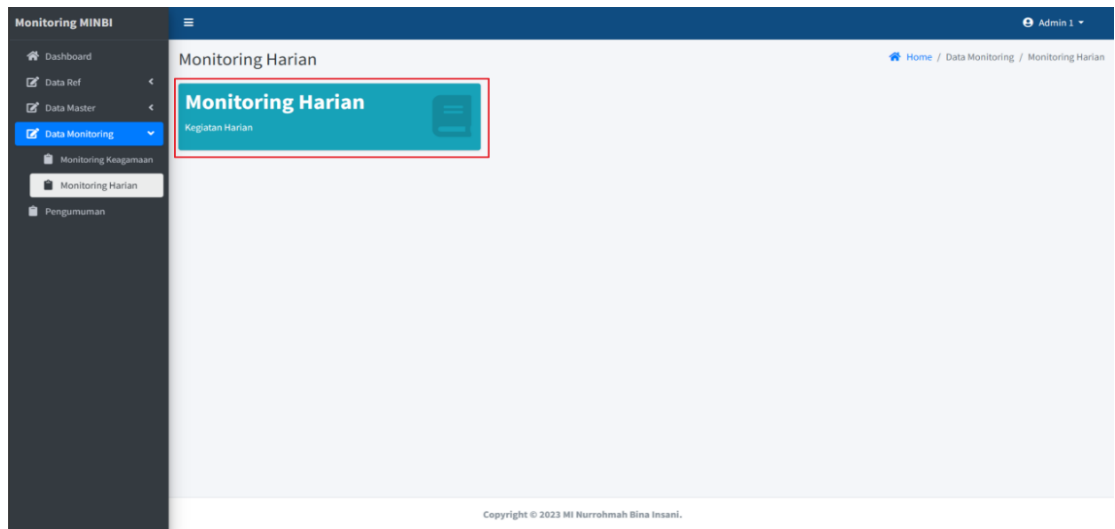 Monitoring MINBI
Admin 1
Dashboard
Data Ref
Data Master
Data Monitoring
Monitoring Keagamaan
Monitoring Harian
Pengumuman
Monitoring Harian
Home / Data Monitoring / Monitoring Harian
Monitoring Harian
Kegiatan Harian
Copyright © 2023 MI Nurrohmah Bina Insani.